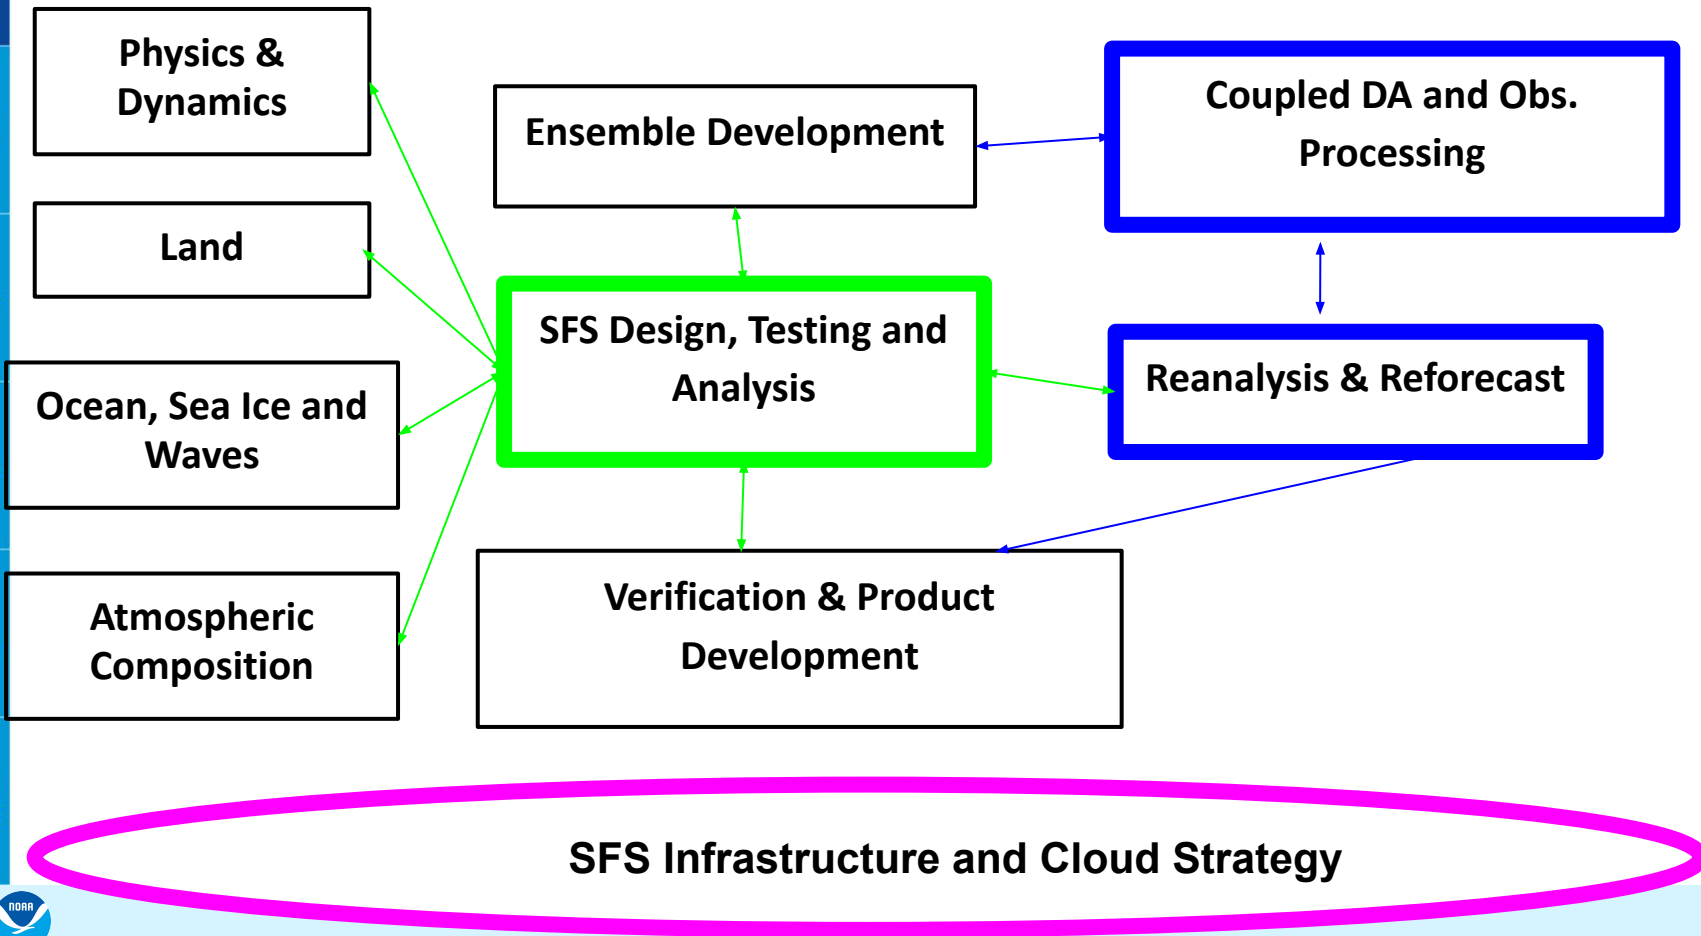 Physics &
Dynamics
Land
Ocean, Sea Ice and
Waves
Atmospheric
Composition
Ensemble Development
SFS Design, Testing and
Analysis
Verification & Product
Development
Coupled DA and Obs.
Processing
Reanalysis & Reforecast
SFS Infrastructure and Cloud Strategy
NOAA